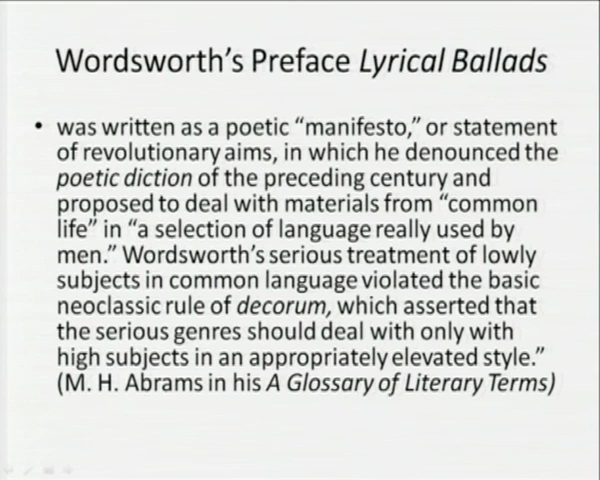 Wordsworth's Preface Lyrical Ballads
• was written as a poetic “manifesto,” or statement
of revolutionary aims, in which he denounced the
poetic diction of the preceding century and
proposed to deal with materials from “common
life” in “a selection of language really used by
men.” Wordsworth's serious treatment of lowly
subjects in common language violated the basic
neoclassic rule of decorum, which asserted that
the serious genres should deal with only with
high subjects in an appropriately elevated style.”
(M. H. Abrams in his A Glossary of Literary Terms)